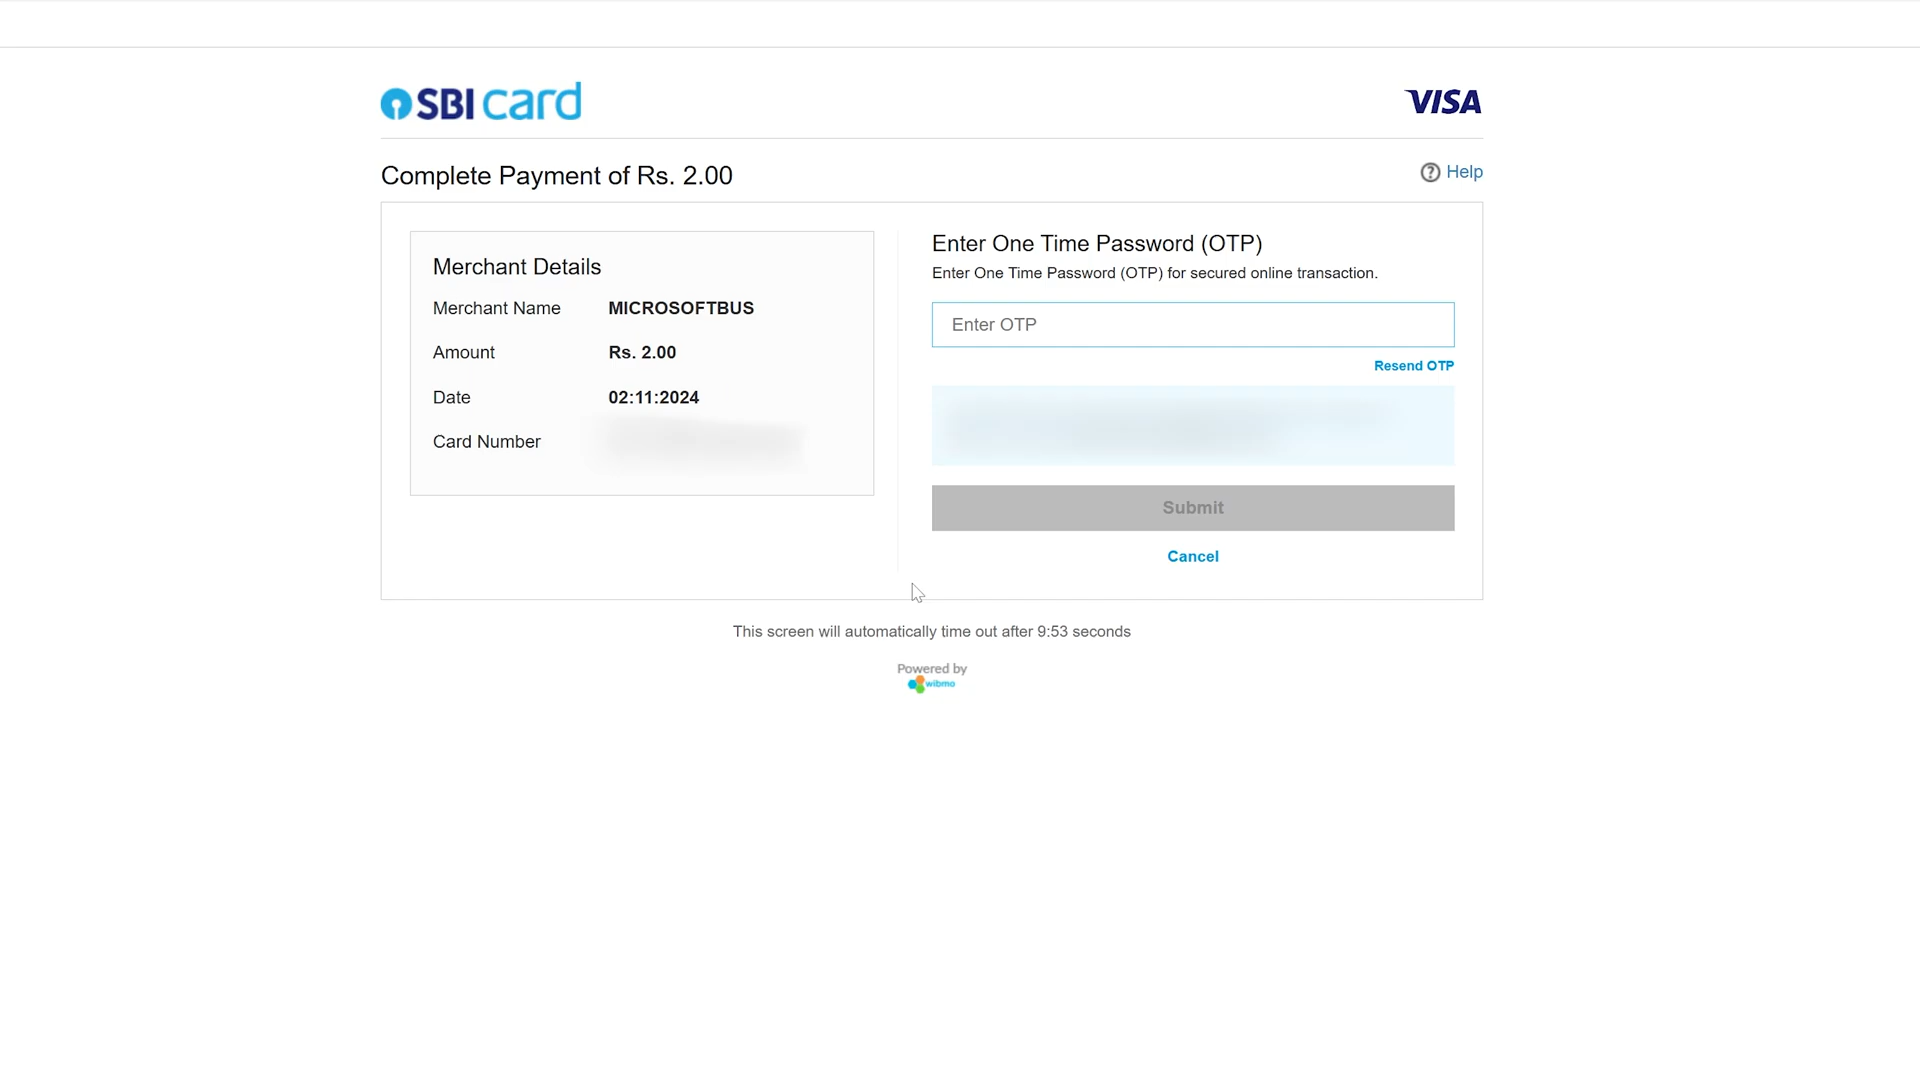 SBI card
VISA
Complete Payment of Rs. 2.00
Help
Merchant Details
Merchant Name MICROSOFTBUS
Amount Rs. 2.00
Date 02:11:2024
Card Number
Enter One Time Password (OTP)
Enter One Time Password (OTP) for secured online transaction.
Enter OTP
Resend OTP
Submit
Cancel
This screen will automatically time out after 9:53 seconds
Powered by
wibmo